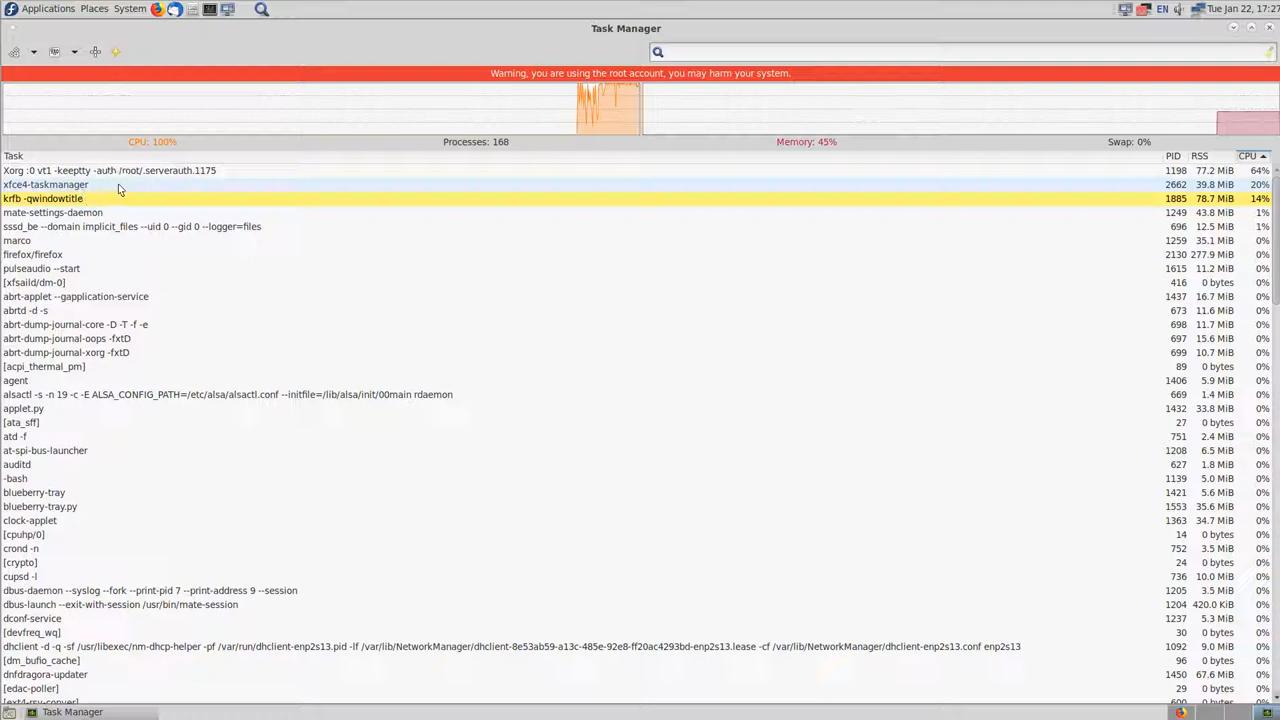 Applications Places System EN Tue Jan 22, 17:27
Task Manager
Warning, you are using the root account, you may harm your system.
CPU: 100% Processes: 168 Memory: 45% Swap: 0%
Task PID RSS CPU
Xorg :0 vt1 -keeptty -auth /root/.serverauth.1175 1198 77.2 MiB 64%
xfce4-taskmanager 2662 39.8 MiB 20%
krfb -qwindowtitle 1885 78.7 MiB 14%
mate-settings-daemon 1249 43.8 MiB 1%
sssd_be --domain implicit_files --uid 0 --gid 0 --logger=files 696 12.5 MiB 1%
marco 1259 35.1 MiB 0%
firefox/firefox 2130 277.9 MiB 0%
pulseaudio --start 1615 11.2 MiB 0%
[xfsaild/dm-0] 416 0 bytes 0%
abrt-applet --gapplication-service 1437 16.7 MiB 0%
abrtd -d -s 673 11.6 MiB 0%
abrt-dump-journal-core -D -T -f -e 698 11.7 MiB 0%
abrt-dump-journal-oops -fxtD 697 15.6 MiB 0%
abrt-dump-journal-xorg -fxtD 699 10.7 MiB 0%
[acpi_thermal_pm] 89 0 bytes 0%
agent 1406 5.9 MiB 0%
alsactl -s -n 19 -c -E ALSA_CONFIG_PATH=/etc/alsa/alsactl.conf --initfile=/lib/alsa/init/00main rdaemon 669 1.4 MiB 0%
applet.py 1432 33.8 MiB 0%
[ata_sff] 27 0 bytes 0%
atd -f 751 2.4 MiB 0%
at-spi-bus-launcher 1208 6.5 MiB 0%
auditd 627 1.8 MiB 0%
-bash 1139 5.0 MiB 0%
blueberry-tray 1421 5.6 MiB 0%
blueberry-tray.py 1553 35.6 MiB 0%
clock-applet 1363 34.7 MiB 0%
[cpuhp/0] 14 0 bytes 0%
crond -n 752 3.5 MiB 0%
[crypto] 24 0 bytes 0%
cupsd -l 736 10.0 MiB 0%
dbus-daemon --syslog --fork --print-pid 7 --print-address 9 --session 1205 3.5 MiB 0%
dbus-launch --exit-with-session /usr/bin/mate-session 1204 420.0 KiB 0%
dconf-service 1237 5.3 MiB 0%
[devfreq_wq] 30 0 bytes 0%
dhclient -d -q -sf /usr/libexec/nm-dhcp-helper -pf /var/run/dhclient-enp2s13.pid -lf /var/lib/NetworkManager/dhclient-8e53ab59-a13c-485e-92e8-ff20ac4293bd-enp2s13.lease -cf /var/lib/NetworkManager/dhclient-enp2s13.conf enp2s13 1092 9.0 MiB 0%
[dm_bufio_cache] 96 0 bytes 0%
dnfdragora-updater 1450 67.6 MiB 0%
[edac-poller] 29 0 bytes 0%
[ext4-rsv-conver] 600 0 bytes 0%
Task Manager